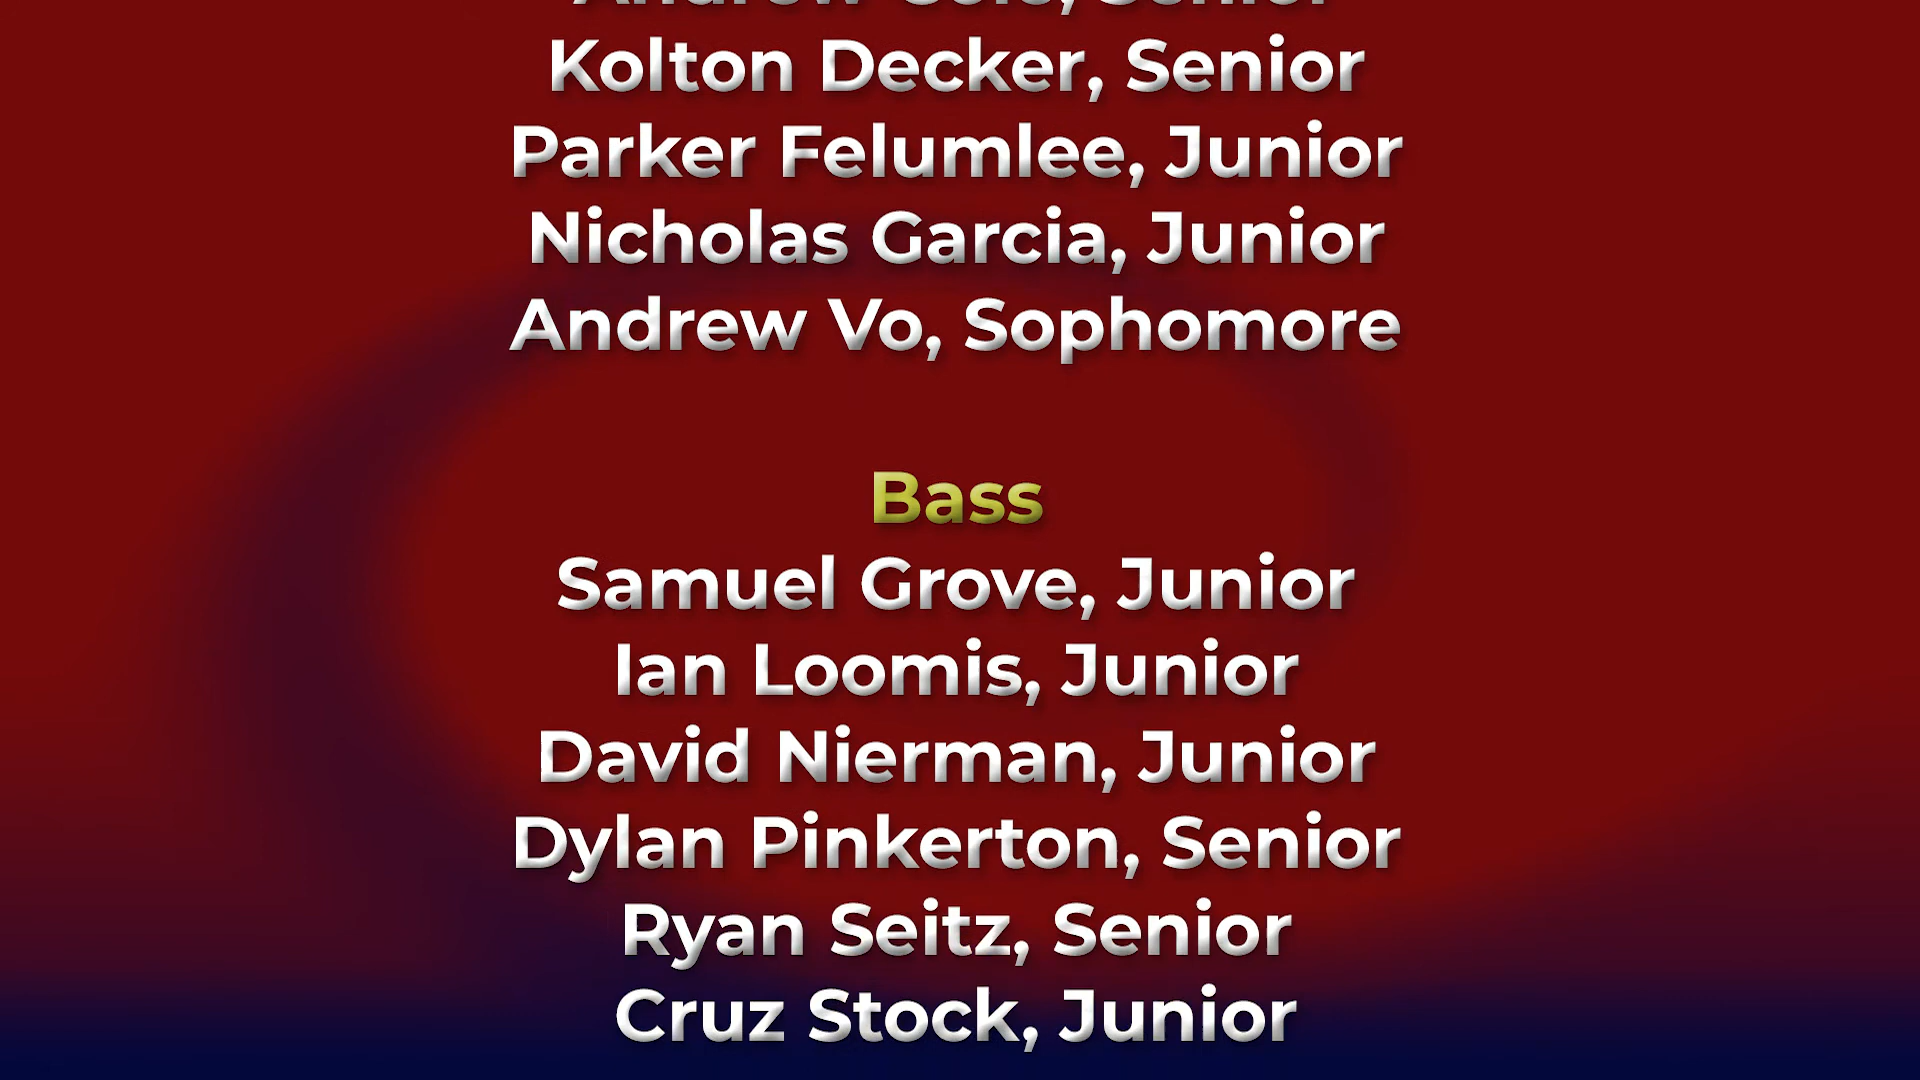 Kolton Decker, Senior
Parker Felumlee, Junior
Nicholas Garcia, Junior
Andrew Vo, Sophomore
Bass
Samuel Grove, Junior
Ian Loomis, Junior
David Nierman, Junior
Dylan Pinkerton, Senior
Ryan Seitz, Senior
Cruz Stock, Junior